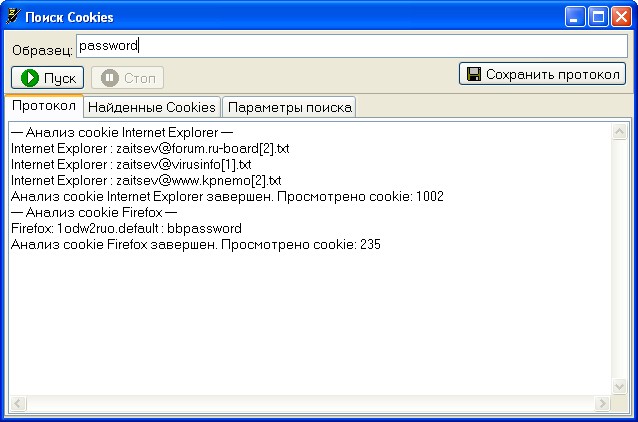 Поиск Cookies
Образец: password
Пуск Стоп Сохранить протокол
Протокол Найденные Cookies Параметры поиска
--- Анализ cookie Internet Explorer ---
Internet Explorer : zaitsev@forum.ru-board[2].txt
Internet Explorer : zaitsev@virusinfo[1].txt
Internet Explorer : zaitsev@www.kpnemo[2].txt
Анализ cookie Internet Explorer завершен. Просмотрено cookie: 1002
--- Анализ cookie Firefox ---
Firefox: 1odw2ruo.default : bbpassword
Анализ cookie Firefox завершен. Просмотрено cookie: 235